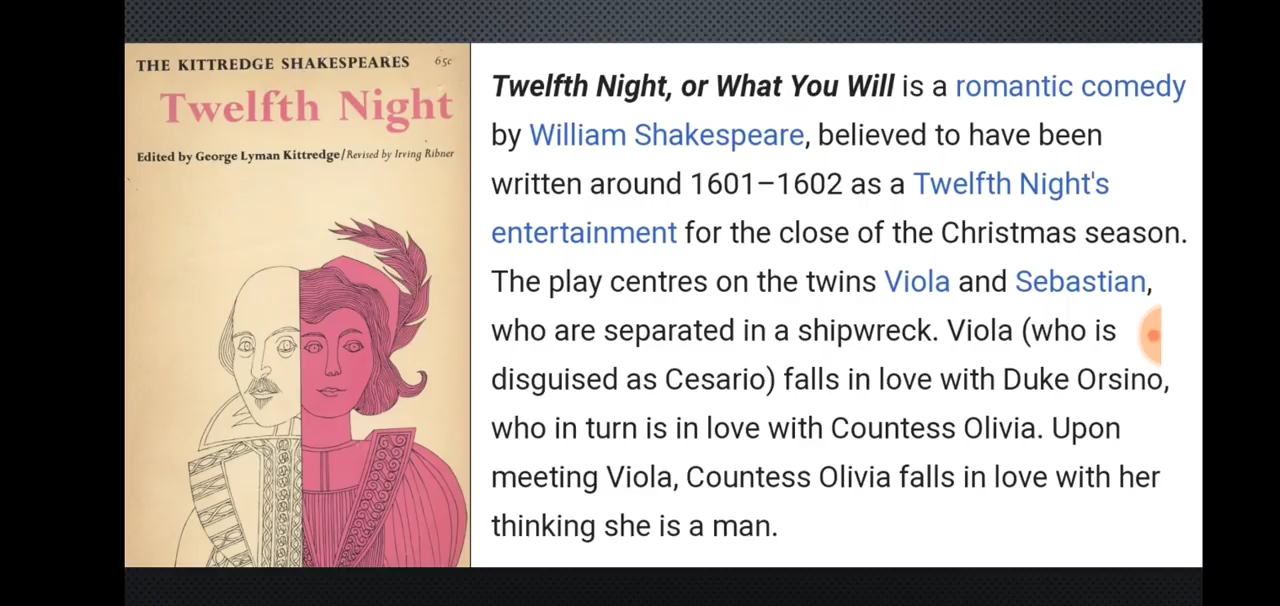 THE KITTREDGE SHAKESPEARES 65c
Twelfth Night
Edited by George Lyman Kittredge/Revised by Irving Ribner
Twelfth Night, or What You Will is a romantic comedy
by William Shakespeare, believed to have been
written around 1601–1602 as a Twelfth Night's
entertainment for the close of the Christmas season.
The play centres on the twins Viola and Sebastian,
who are separated in a shipwreck. Viola (who is
disguised as Cesario) falls in love with Duke Orsino,
who in turn is in love with Countess Olivia. Upon
meeting Viola, Countess Olivia falls in love with her
thinking she is a man.